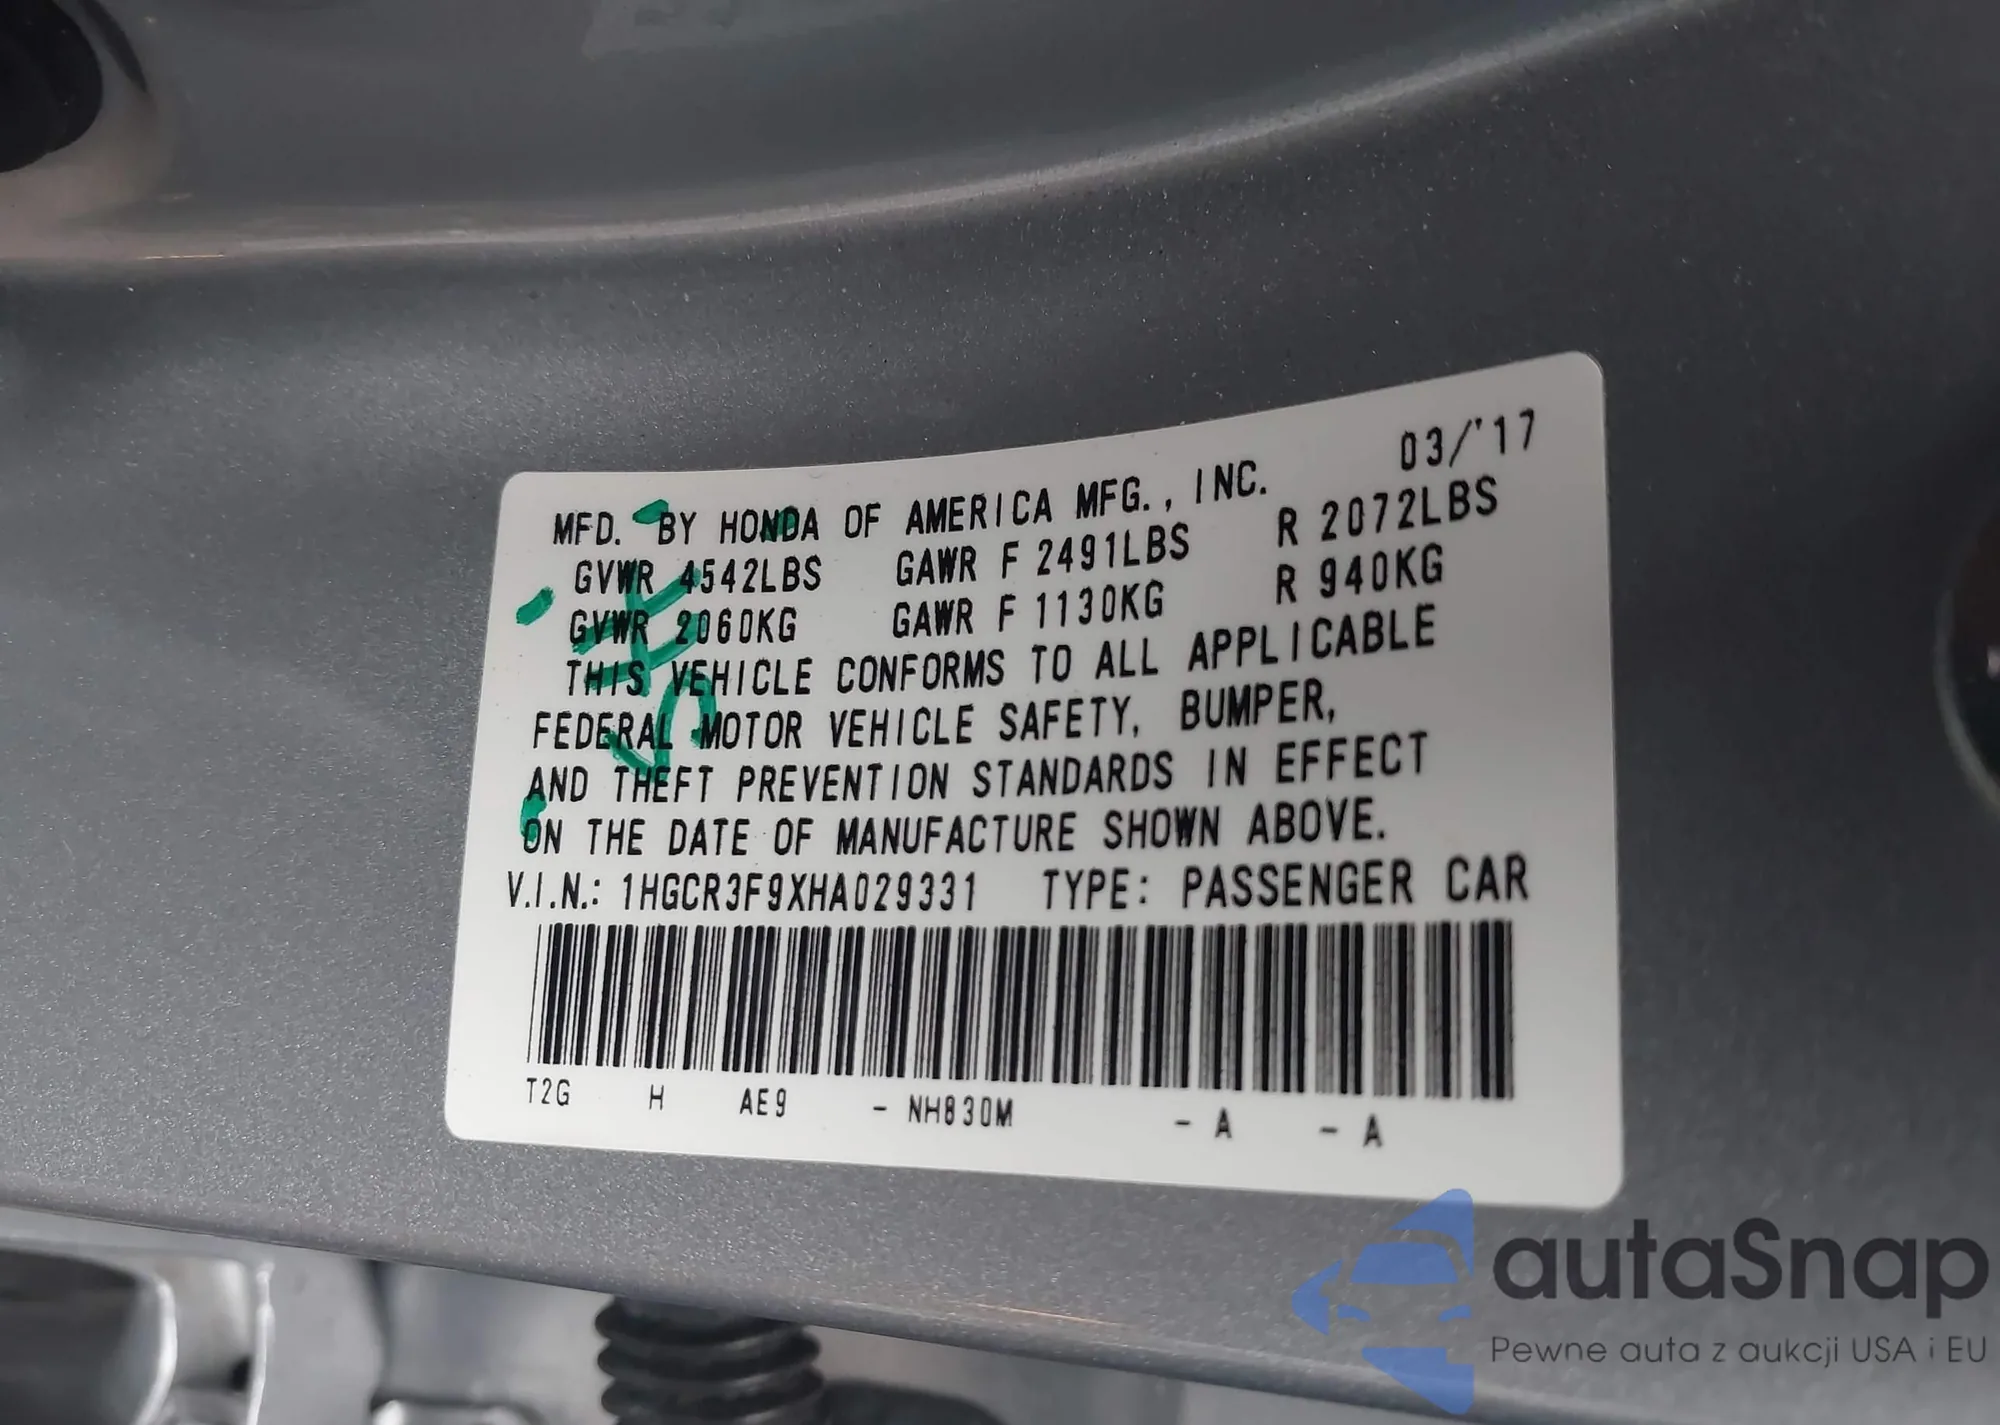 03/'17
MFD. BY HONDA OF AMERICA MFG., INC.
GVWR 4542LBS GAWR F 2491LBS R 2072LBS
GVWR 2060KG GAWR F 1130KG R 940KG
THIS VEHICLE CONFORMS TO ALL APPLICABLE
FEDERAL MOTOR VEHICLE SAFETY, BUMPER,
AND THEFT PREVENTION STANDARDS IN EFFECT
ON THE DATE OF MANUFACTURE SHOWN ABOVE.
V.I.N.: 1HGCR3F9XHA029331 TYPE: PASSENGER CAR
T2G H AE9 - NH830M - A - A
autaSnap
Pewne auta z aukcji USA i EU